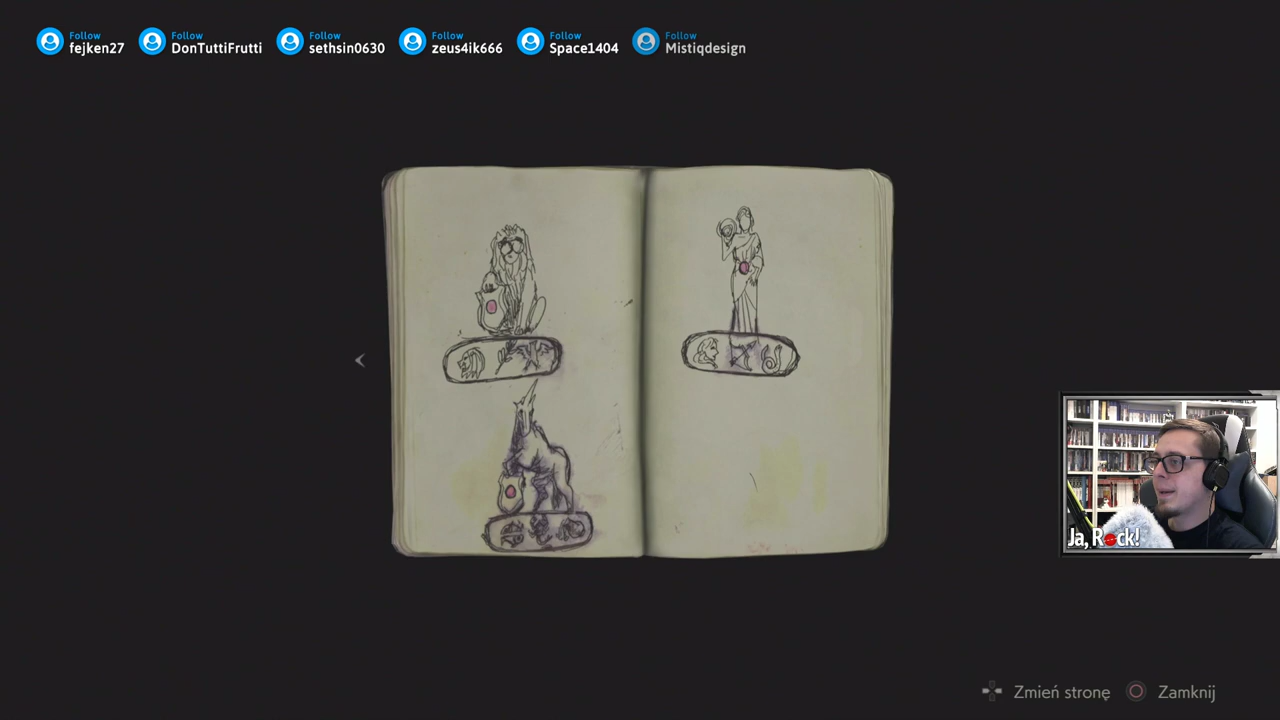 Follow
fejken27
Follow
DonTuttiFrutti
Follow
sethsin0630
Follow
zeus4ik666
Follow
Space1404
Follow
Mistiqdesign
Ja, Rock!
Zmień stronę
Zamknij